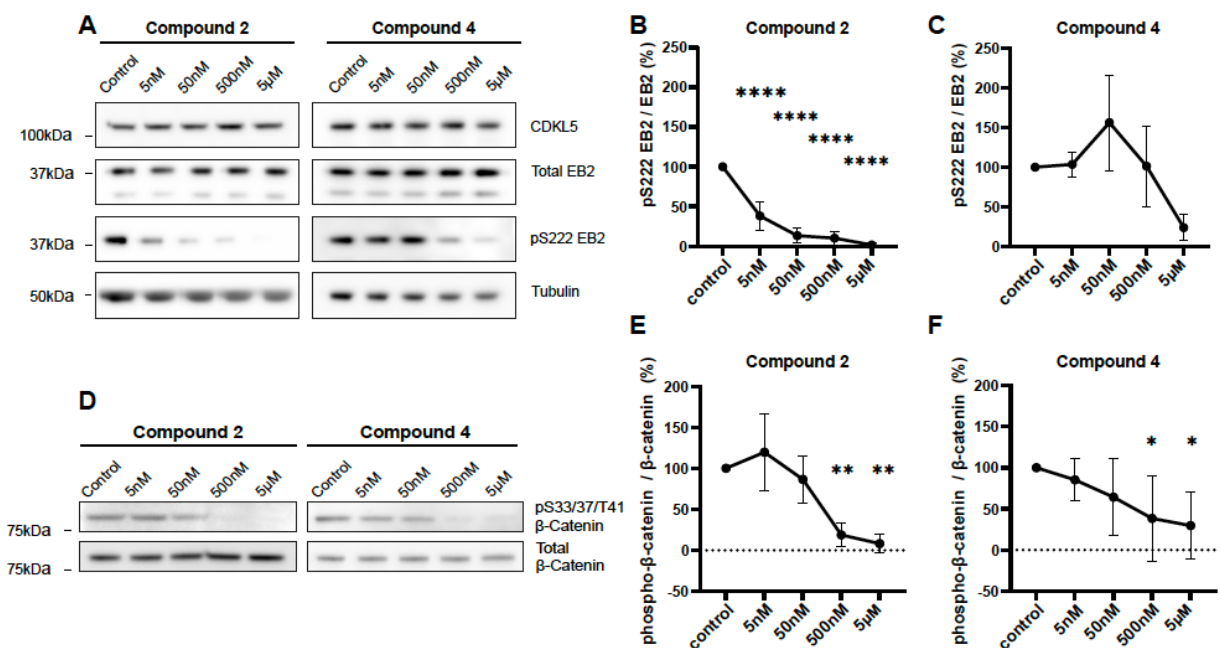 A
Compound 2
Compound 4
Control
5nM
50nM
500nM
5µM
Control
5nM
50nM
500nM
5µM
100kDa
CDKL5
37kDa
Total EB2
37kDa
pS222 EB2
50kDa
Tubulin
B
Compound 2
pS222 EB2 / EB2 (%)
250
200
150
100
50
0
****
****
****
****
control
5nM
50nM
500nM
5µM
C
Compound 4
pS222 EB2 / EB2 (%)
250
200
150
100
50
0
control
5nM
50nM
500nM
5µM
D
Compound 2
Compound 4
Control
5nM
50nM
500nM
5µM
Control
5nM
50nM
500nM
5µM
75kDa
pS33/37/T41
β-Catenin
75kDa
Total
β-Catenin
E
Compound 2
phospho-β-catenin / β-catenin (%)
200
150
100
50
0
-50
**
**
control
5nM
50nM
500nM
5µM
F
Compound 4
phospho-β-catenin / β-catenin (%)
200
150
100
50
0
-50
*
*
control
5nM
50nM
500nM
5µM